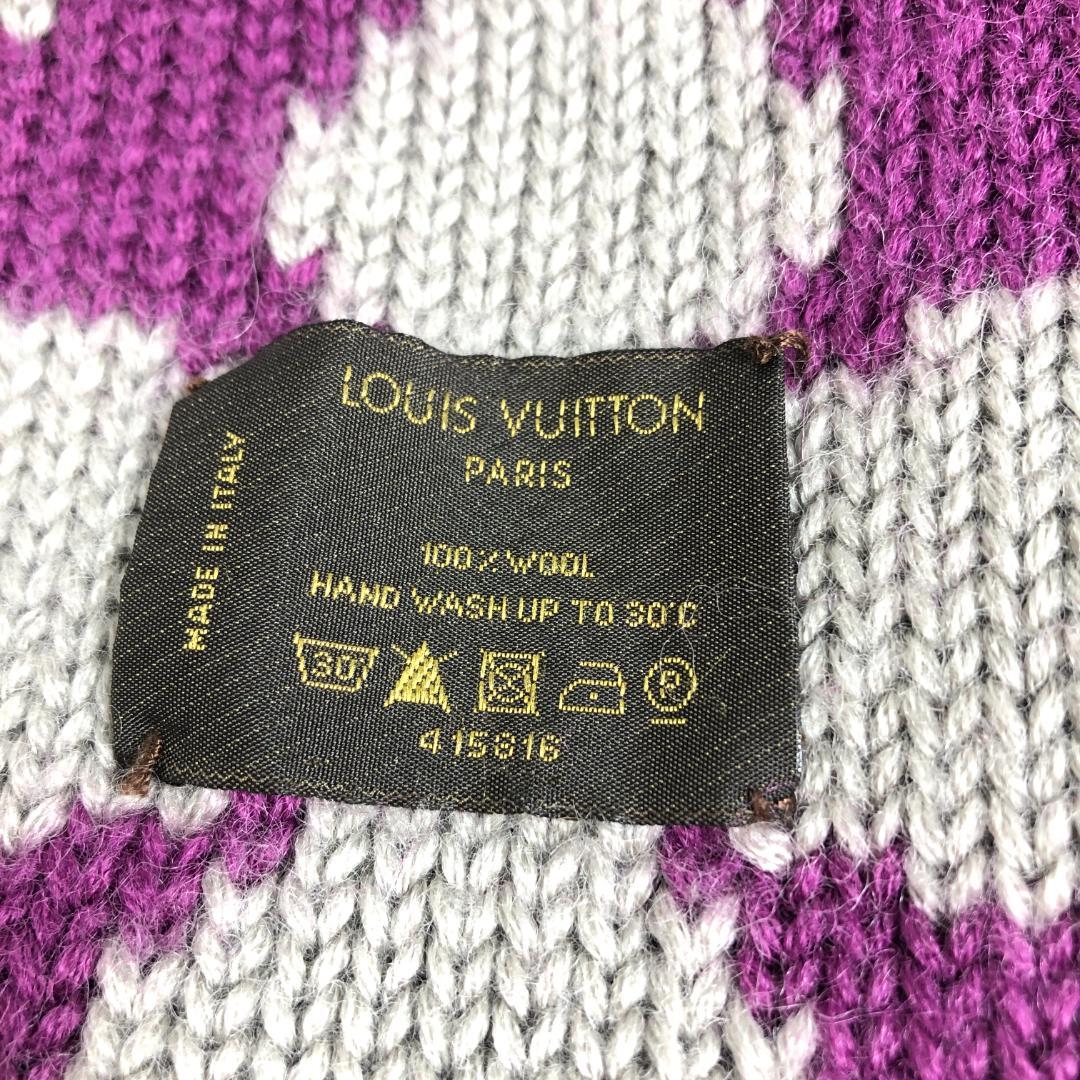 LOUIS VUITTON
PARIS
MADE IN ITALY
100% WOOL
HAND WASH UP TO 30°C
30°
P
415816